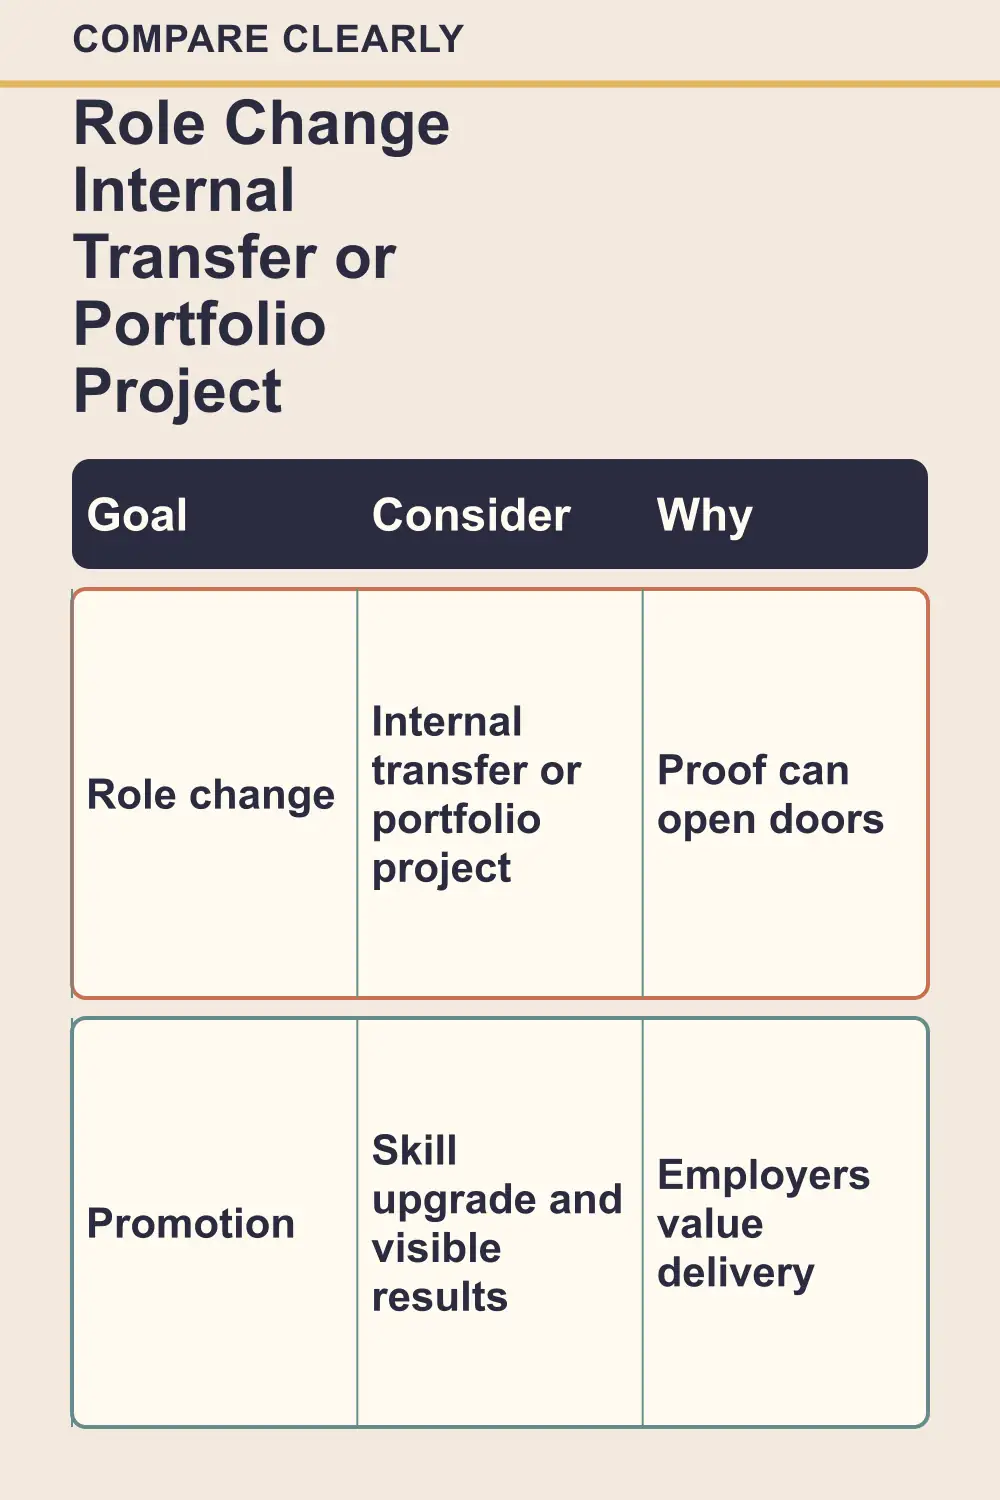 COMPARE CLEARLY
Role Change
Internal
Transfer or
Portfolio
Project
Goal Consider Why
Role change
Internal
transfer or
portfolio
project
Proof can
open doors
Promotion
Skill
upgrade and
visible
results
Employers
value
delivery